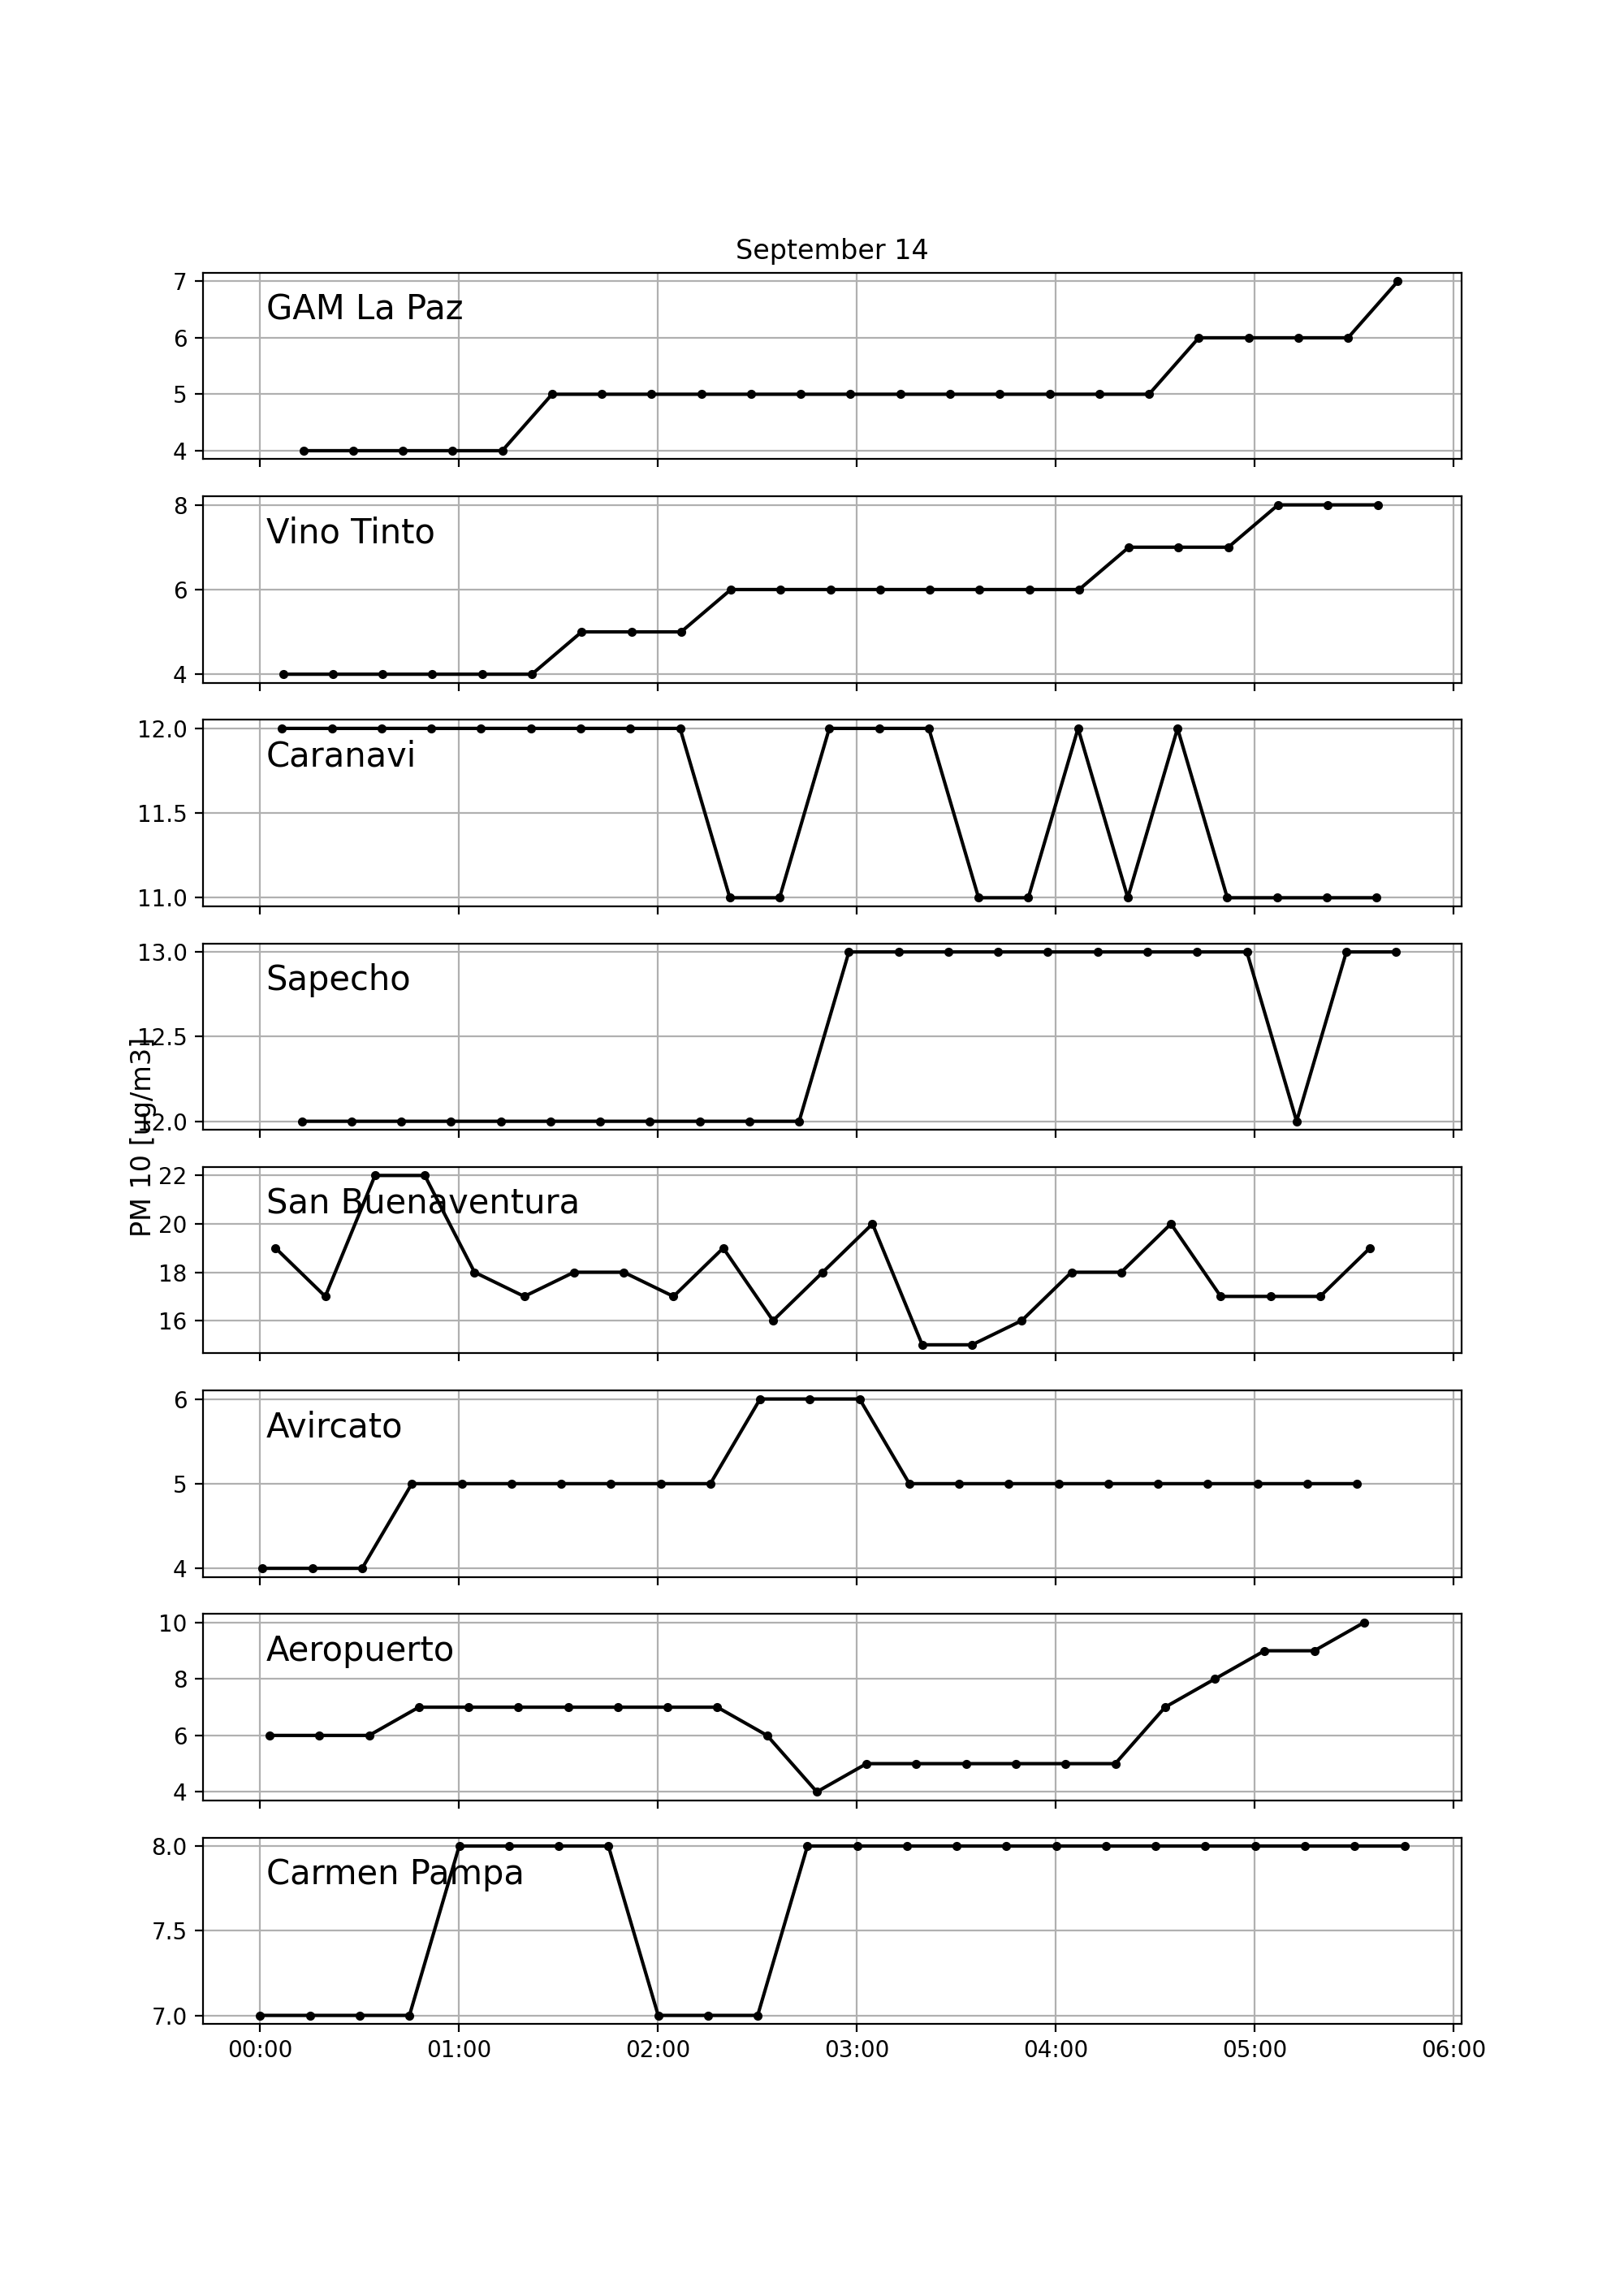 September 14
7
GAM La Paz
6
5
4
8
Vino Tinto
6
4
12.0
Caranavi
11.5
11.0
13.0
Sapecho
12.5
12.0
PM 10 [ug/m3]
22
San Buenaventura
20
18
16
6
Avircato
5
4
10
Aeropuerto
8
6
4
8.0
Carmen Pampa
7.5
7.0
00:00 01:00 02:00 03:00 04:00 05:00 06:00